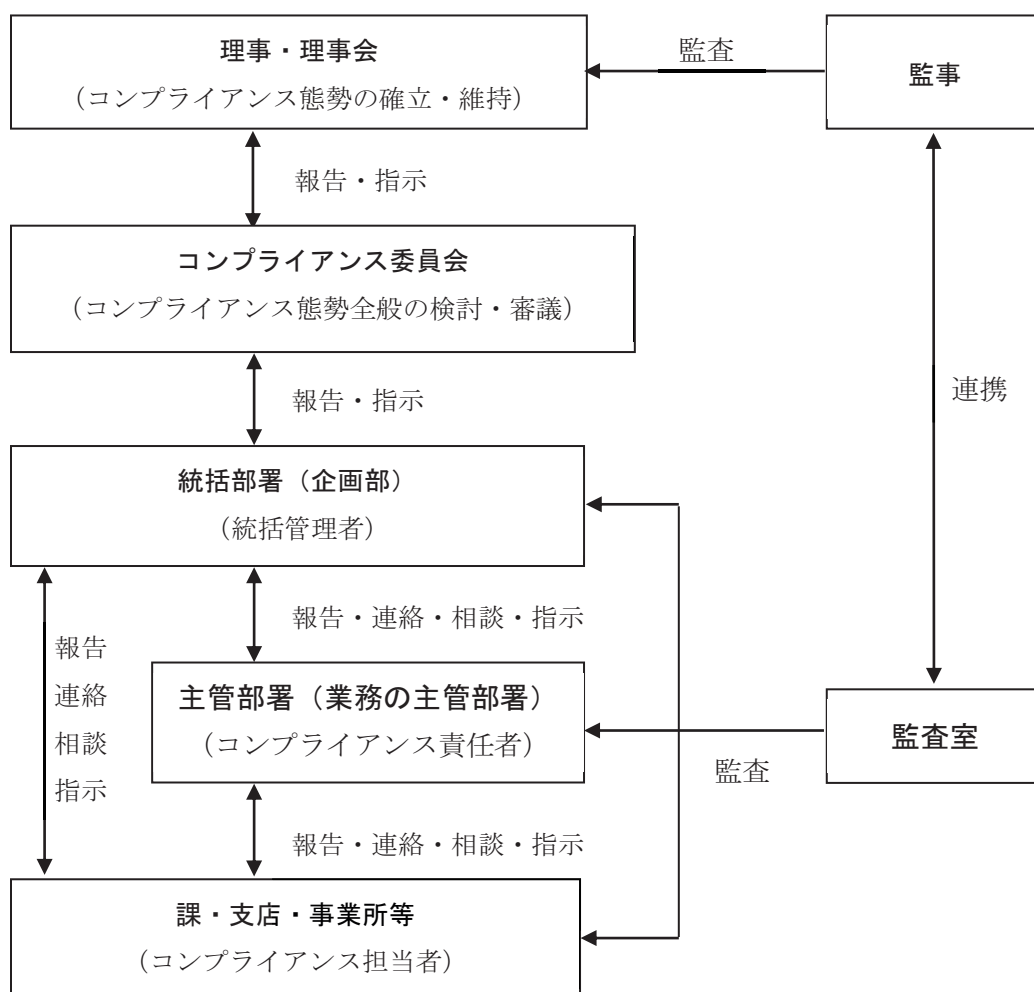 理事・理事会
（コンプライアンス態勢の確立・維持）
監査
監事
報告・指示
コンプライアンス委員会
（コンプライアンス態勢全般の検討・審議）
報告・指示
連携
統括部署（企画部）
（統括管理者）
報告・連絡・相談・指示
報告
連絡
相談
指示
主管部署（業務の主管部署）
（コンプライアンス責任者）
監査
監査室
報告・連絡・相談・指示
課・支店・事業所等
（コンプライアンス担当者）